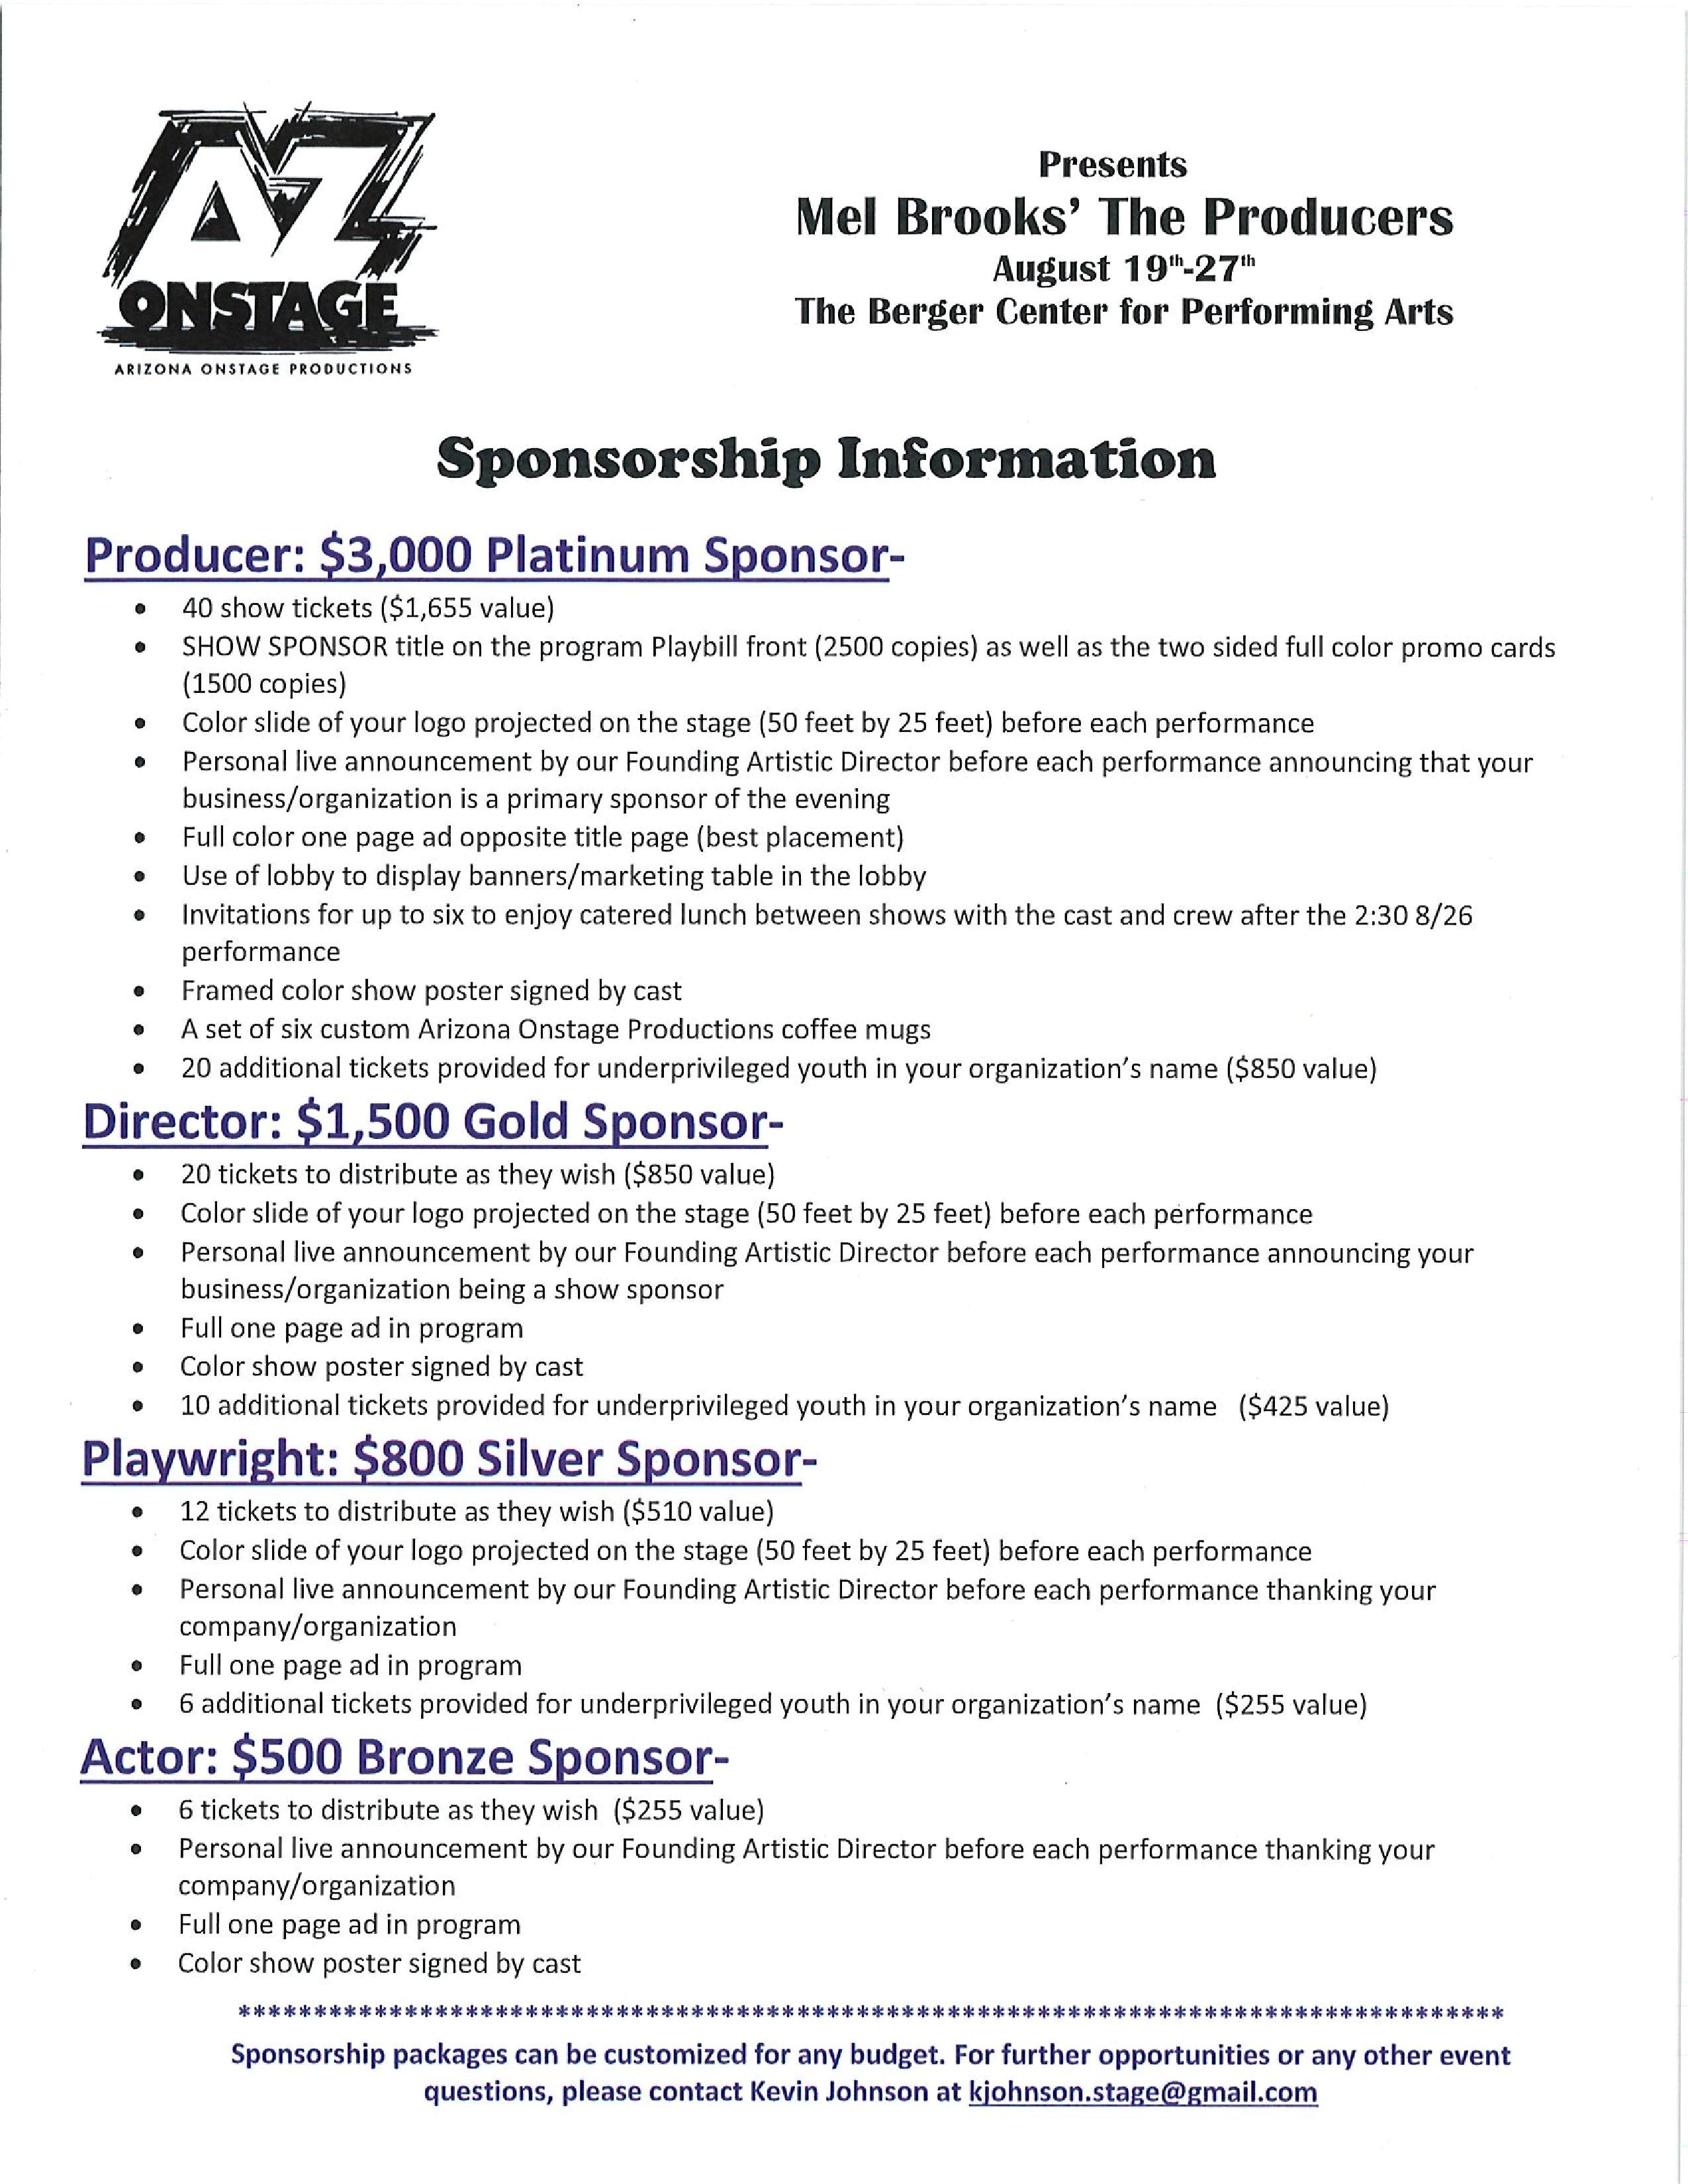 AZ
ONSTAGE
ARIZONA ONSTAGE PRODUCTIONS
Presents
Mel Brooks’ The Producers
August 19th-27th
The Berger Center for Performing Arts
Sponsorship Information
Producer: $3,000 Platinum Sponsor-
• 40 show tickets ($1,655 value)
• SHOW SPONSOR title on the program Playbill front (2500 copies) as well as the two sided full color promo cards
(1500 copies)
• Color slide of your logo projected on the stage (50 feet by 25 feet) before each performance
• Personal live announcement by our Founding Artistic Director before each performance announcing that your
business/organization is a primary sponsor of the evening
• Full color one page ad opposite title page (best placement)
• Use of lobby to display banners/marketing table in the lobby
• Invitations for up to six to enjoy catered lunch between shows with the cast and crew after the 2:30 8/26
performance
• Framed color show poster signed by cast
• A set of six custom Arizona Onstage Productions coffee mugs
• 20 additional tickets provided for underprivileged youth in your organization’s name ($850 value)
Director: $1,500 Gold Sponsor-
• 20 tickets to distribute as they wish ($850 value)
• Color slide of your logo projected on the stage (50 feet by 25 feet) before each performance
• Personal live announcement by our Founding Artistic Director before each performance announcing your
business/organization being a show sponsor
• Full one page ad in program
• Color show poster signed by cast
• 10 additional tickets provided for underprivileged youth in your organization’s name ($425 value)
Playwright: $800 Silver Sponsor-
• 12 tickets to distribute as they wish ($510 value)
• Color slide of your logo projected on the stage (50 feet by 25 feet) before each performance
• Personal live announcement by our Founding Artistic Director before each performance thanking your
company/organization
• Full one page ad in program
• 6 additional tickets provided for underprivileged youth in your organization’s name ($255 value)
Actor: $500 Bronze Sponsor-
• 6 tickets to distribute as they wish ($255 value)
• Personal live announcement by our Founding Artistic Director before each performance thanking your
company/organization
• Full one page ad in program
• Color show poster signed by cast
************************************************************************************
Sponsorship packages can be customized for any budget. For further opportunities or any other event
questions, please contact Kevin Johnson at kjohnson.stage@gmail.com